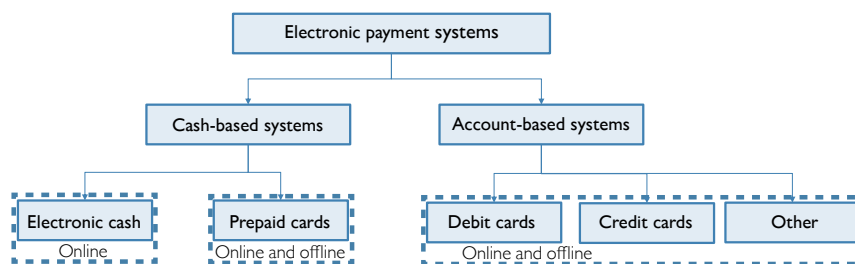 Electronic payment systems
Cash-based systems
Account-based systems
Electronic cash
Prepaid cards
Debit cards
Credit cards
Other
Online
Online and offline
Online and offline